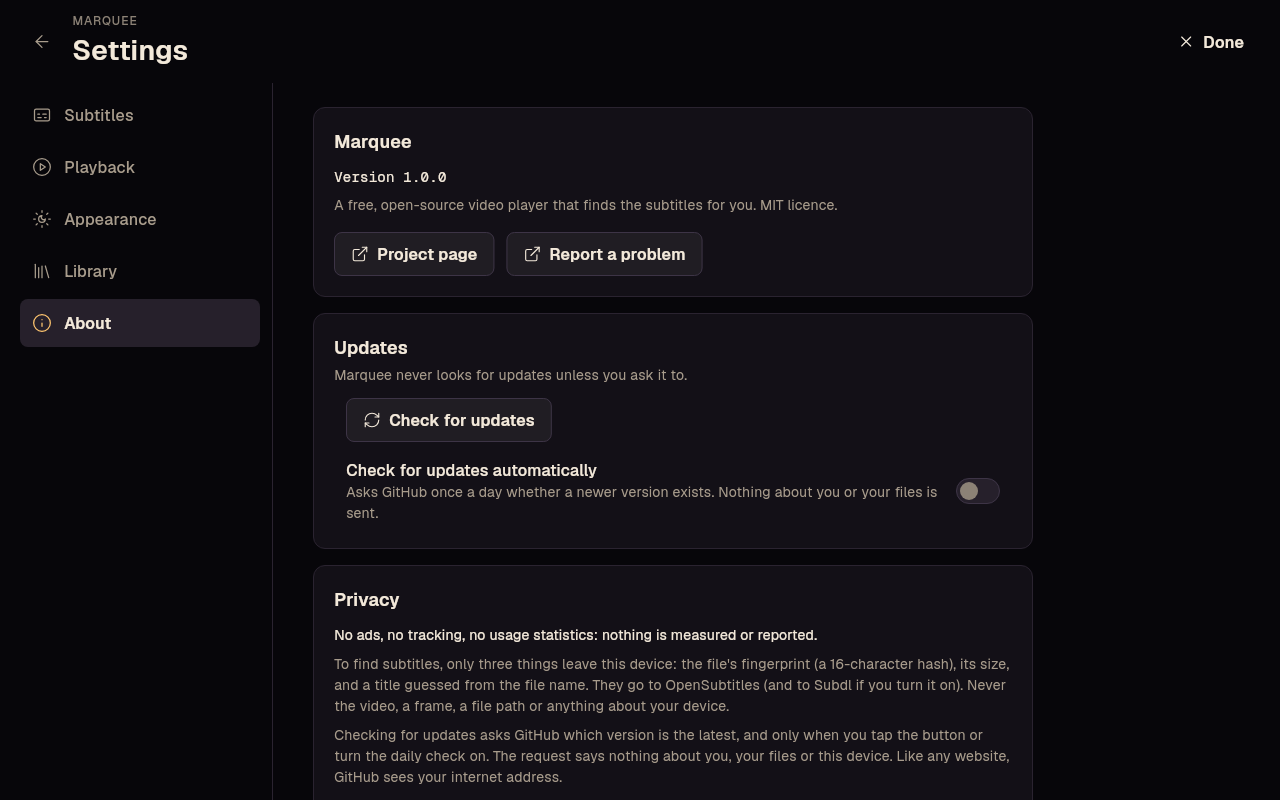 MARQUEE
Settings
Done
Subtitles
Playback
Appearance
Library
About
Marquee
Version 1.0.0
A free, open-source video player that finds the subtitles for you. MIT licence.
Project page
Report a problem
Updates
Marquee never looks for updates unless you ask it to.
Check for updates
Check for updates automatically
Asks GitHub once a day whether a newer version exists. Nothing about you or your files is
sent.
Privacy
No ads, no tracking, no usage statistics: nothing is measured or reported.
To find subtitles, only three things leave this device: the file's fingerprint (a 16-character hash), its size,
and a title guessed from the file name. They go to OpenSubtitles (and to Subdl if you turn it on). Never
the video, a frame, a file path or anything about your device.
Checking for updates asks GitHub which version is the latest, and only when you tap the button or
turn the daily check on. The request says nothing about you, your files or this device. Like any website,
GitHub sees your internet address.